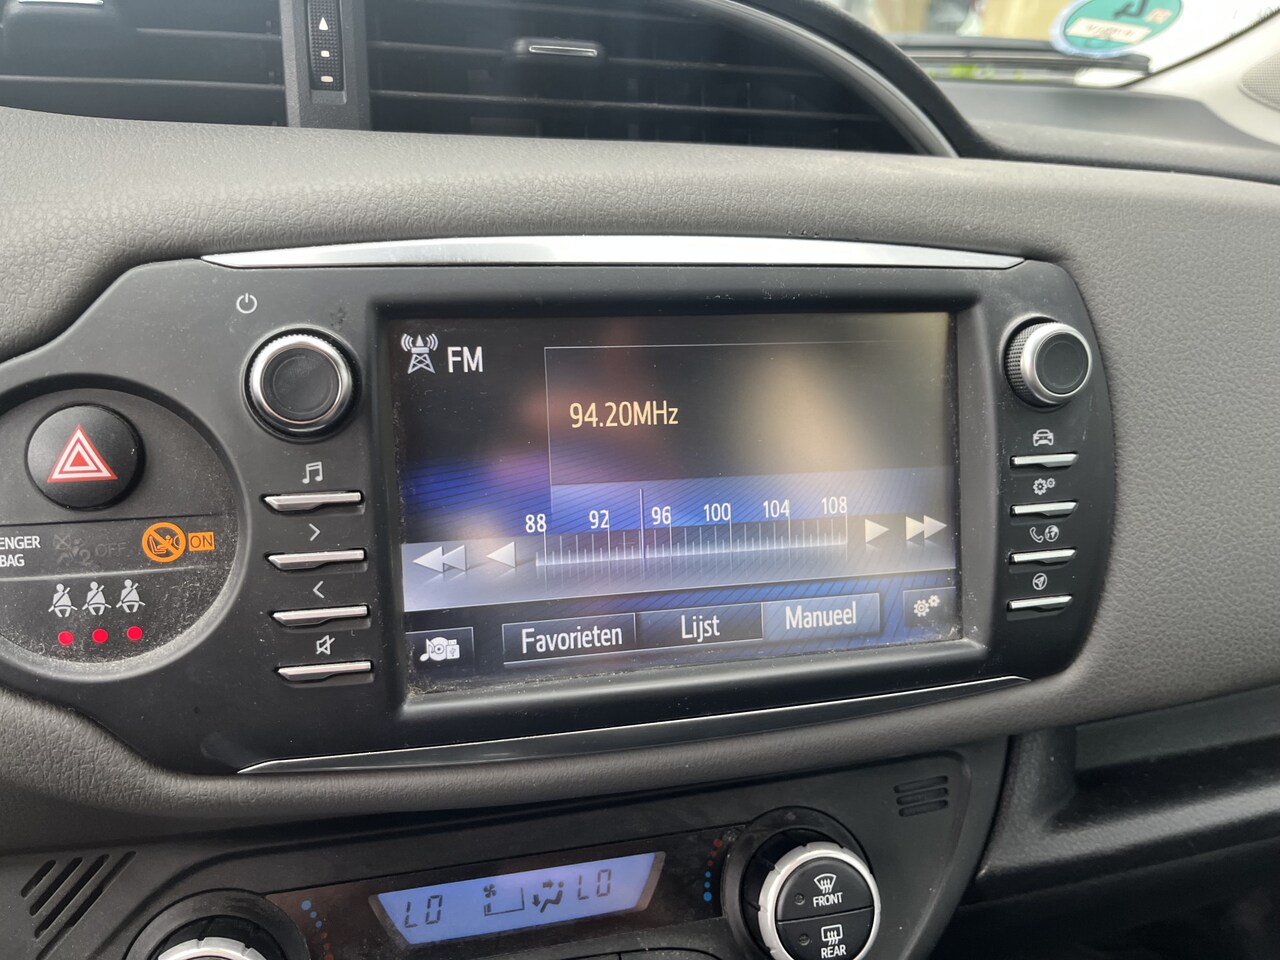 FM
94.20MHz
88 92 96 100 104 108
Favorieten Lijst Manueel
ENGER
BAG
OFF
ON
LO LO
FRONT
REAR